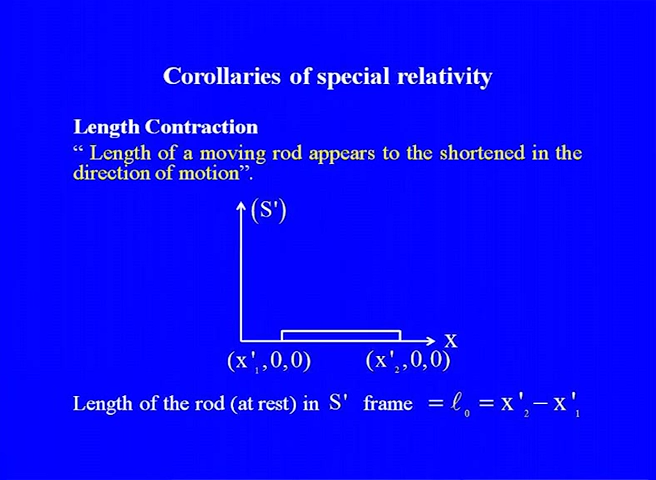 Corollaries of special relativity
Length Contraction
“ Length of a moving rod appears to the shortened in the
direction of motion”.
(S')
x
(x'₁,0,0) (x'₂,0,0)
Length of the rod (at rest) in S' frame = ℓ₀ = x'₂ − x'₁